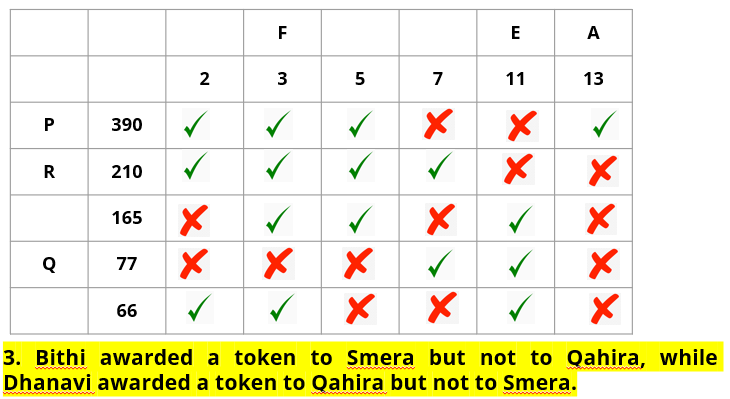 F E A
2 3 5 7 11 13
P 390
R 210
165
Q 77
66
3. Bithi awarded a token to Smera but not to Qahira, while
Dhanavi awarded a token to Qahira but not to Smera.